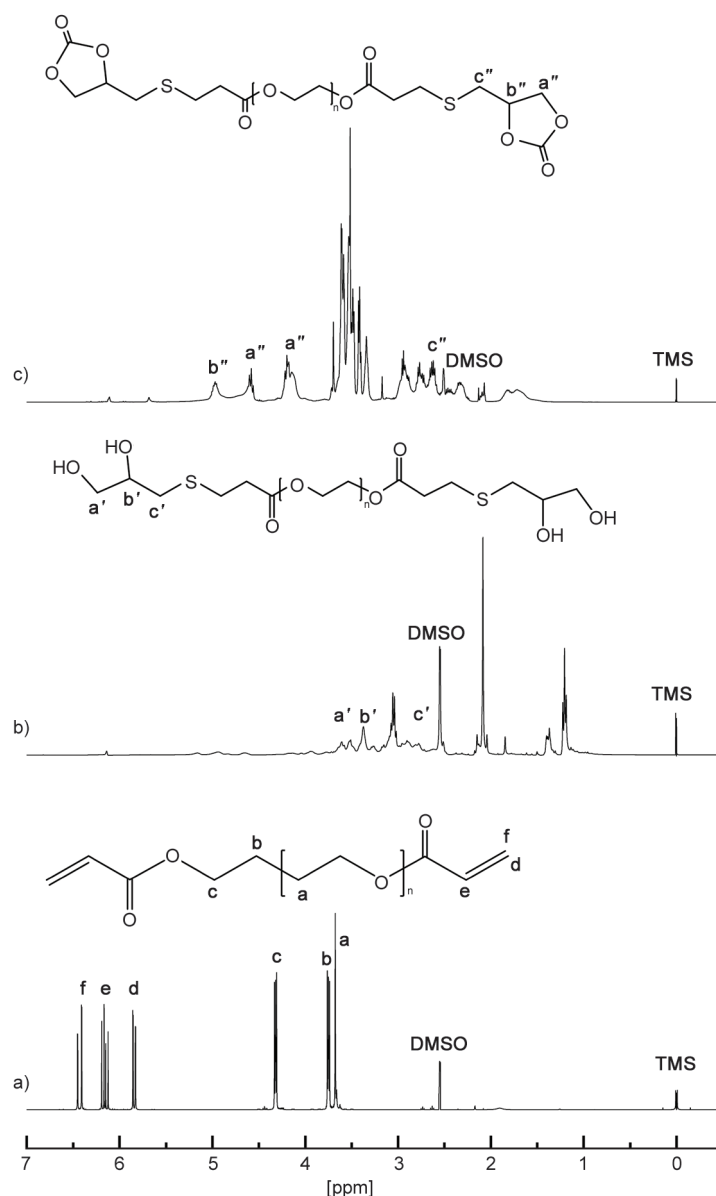 O
O
O
S
O
O
O
n
O
O
S
c″
b″
a″
O
O
O
c)
b″
a″
a″
c″
DMSO
TMS
HO
HO
a′
b′
c′
S
O
O
n
O
O
S
OH
OH
b)
a′
b′
c′
DMSO
TMS
O
O
c
b
a
O
n
O
e
f
d
a)
f
e
d
c
b
a
DMSO
TMS
7 6 5 4 3 2 1 0
[ppm]